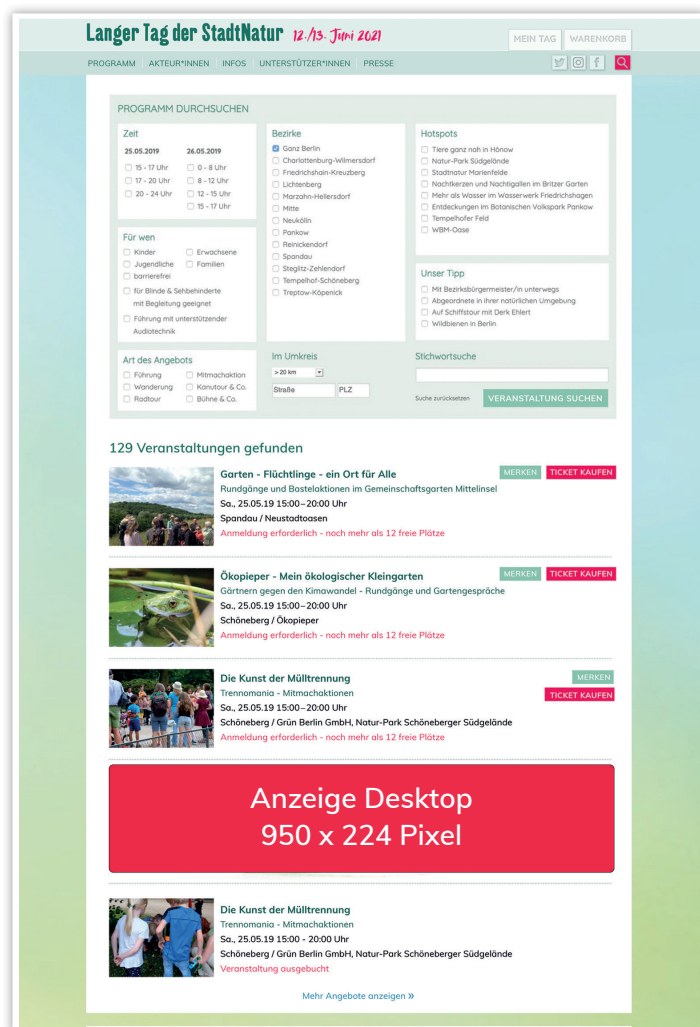 Langer Tag der StadtNatur 12./13. Juni 2021
MEIN TAG WARENKORB
PROGRAMM AKTEUR*INNEN INFOS UNTERSTÜTZER*INNEN PRESSE
PROGRAMM DURCHSUCHEN
Zeit
25.05.2019 26.05.2019
15 - 17 Uhr 0 - 8 Uhr
17 - 20 Uhr 8 - 12 Uhr
20 - 24 Uhr 12 - 15 Uhr
15 - 17 Uhr
Für wen
Kinder Erwachsene
Jugendliche Familien
barrierefrei
für Blinde & Sehbehinderte
mit Begleitung geeignet
Führung mit unterstützender
Audiotechnik
Art des Angebots
Führung Mitmachaktion
Wanderung Kanutour & Co.
Radtour Bühne & Co.
Bezirke
Ganz Berlin
Charlottenburg-Wilmersdorf
Friedrichshain-Kreuzberg
Lichtenberg
Marzahn-Hellersdorf
Mitte
Neukölln
Pankow
Reinickendorf
Spandau
Steglitz-Zehlendorf
Tempelhof-Schöneberg
Treptow-Köpenick
Im Umkreis
> 20 km
Straße PLZ
Hotspots
Tiere ganz nah in Hönow
Natur-Park Südgelände
Stadtnatur Marienfelde
Nachtkerzen und Nachtigallen im Britzer Garten
Mehr als Wasser im Wasserwerk Friedrichshagen
Entdeckungen im Botanischen Volkspark Pankow
Tempelhofer Feld
WBM-Oase
Unser Tipp
Mit Bezirksbürgermeister/in unterwegs
Abgeordnete in ihrer natürlichen Umgebung
Auf Schiffstour mit Derk Ehlert
Wildbienen in Berlin
Stichwortsuche
Suche zurücksetzen VERANSTALTUNG SUCHEN
129 Veranstaltungen gefunden
Garten - Flüchtlinge - ein Ort für Alle MERKEN TICKET KAUFEN
Rundgänge und Bastelaktionen im Gemeinschaftsgarten Mittelinsel
Sa., 25.05.19 15:00–20:00 Uhr
Spandau / Neustadtoasen
Anmeldung erforderlich - noch mehr als 12 freie Plätze
Ökopieper - Mein ökologischer Kleingarten MERKEN TICKET KAUFEN
Gärtnern gegen den Kimawandel - Rundgänge und Gartengespräche
Sa., 25.05.19 15:00–20:00 Uhr
Schöneberg / Ökopieper
Anmeldung erforderlich - noch mehr als 12 freie Plätze
Die Kunst der Mülltrennung MERKEN
Trennomania - Mitmachaktionen TICKET KAUFEN
Sa., 25.05.19 15:00–20:00 Uhr
Schöneberg / Grün Berlin GmbH, Natur-Park Schöneberger Südgelände
Anmeldung erforderlich - noch mehr als 12 freie Plätze
Anzeige Desktop
950 x 224 Pixel
Die Kunst der Mülltrennung
Trennomania - Mitmachaktionen
Sa., 25.05.19 15:00 - 20:00 Uhr
Schöneberg / Grün Berlin GmbH, Natur-Park Schöneberger Südgelände
Veranstaltung ausgebucht
Mehr Angebote anzeigen »